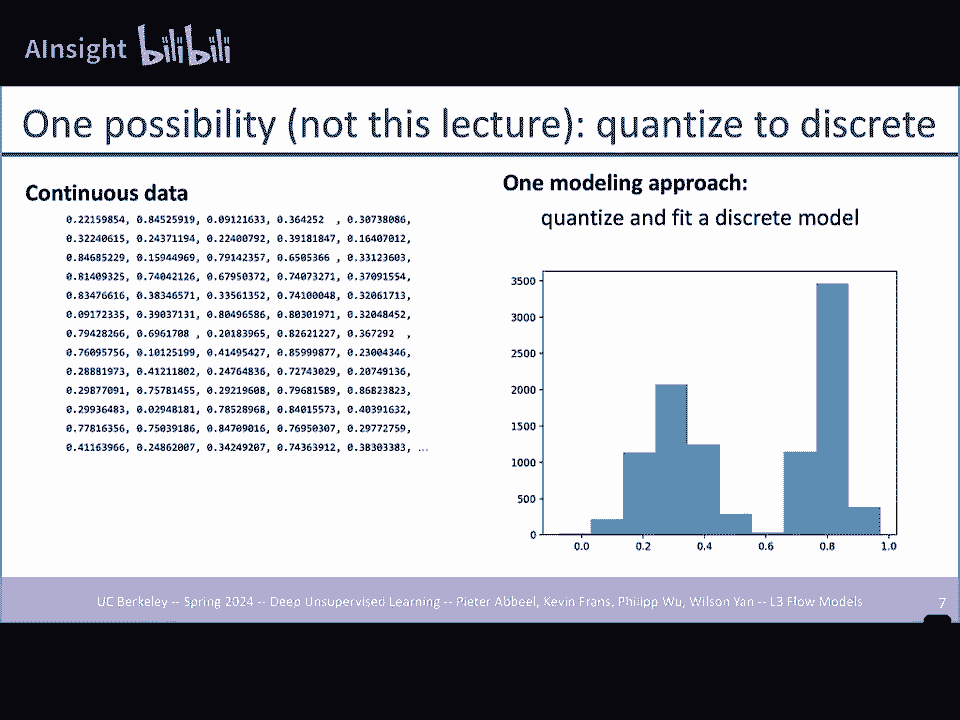 AInsight bilibili
One possibility (not this lecture): quantize to discrete
Continuous data
0.22159854, 0.84525919, 0.09121633, 0.364252  , 0.30738086,
0.32240615, 0.24371194, 0.22400792, 0.39181847, 0.16407012,
0.84685229, 0.15944969, 0.79142357, 0.6505366 , 0.33123603,
0.81409325, 0.74042126, 0.67950372, 0.74073271, 0.37091554,
0.83476616, 0.38346571, 0.33561352, 0.74100048, 0.32061713,
0.09172335, 0.39037131, 0.80496586, 0.80301971, 0.32048452,
0.79428266, 0.6961708 , 0.20183965, 0.82621227, 0.367292  ,
0.76095756, 0.10125199, 0.41495427, 0.85999877, 0.23004346,
0.28881973, 0.41211802, 0.24764836, 0.72743029, 0.20749136,
0.29877091, 0.75781455, 0.29219608, 0.79681589, 0.86823823,
0.29936483, 0.02948181, 0.78528968, 0.84015573, 0.40391632,
0.77816356, 0.75039186, 0.84709016, 0.76950307, 0.29772759,
0.41163966, 0.24862007, 0.34249207, 0.74363912, 0.38303383, ...
One modeling approach:
quantize and fit a discrete model
3500
3000
2500
2000
1500
1000
500
0
0.0 0.2 0.4 0.6 0.8 1.0
UC Berkeley -- Spring 2024 -- Deep Unsupervised Learning -- Pieter Abbeel, Kevin Frans, Philipp Wu, Wilson Yan -- L3 Flow Models
7